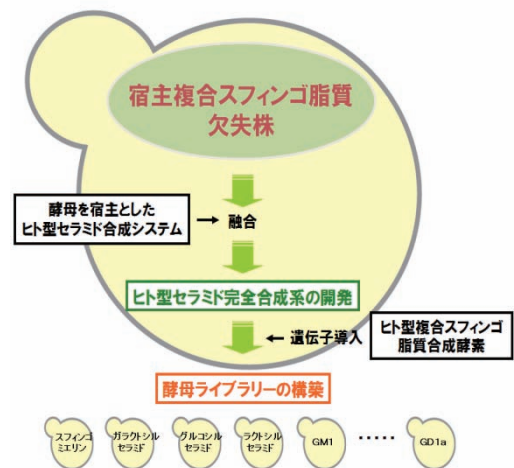 宿主複合スフィンゴ脂質
欠失株
酵母を宿主とした
ヒト型セラミド合成システム
→ 融合
ヒト型セラミド完全合成系の開発
← 遺伝子導入
ヒト型複合スフィンゴ
脂質合成酵素
酵母ライブラリーの構築
スフィンゴ
ミエリン
ガラクトシル
セラミド
グルコシル
セラミド
ラクトシル
セラミド
GM1
・・・・・
GD1a